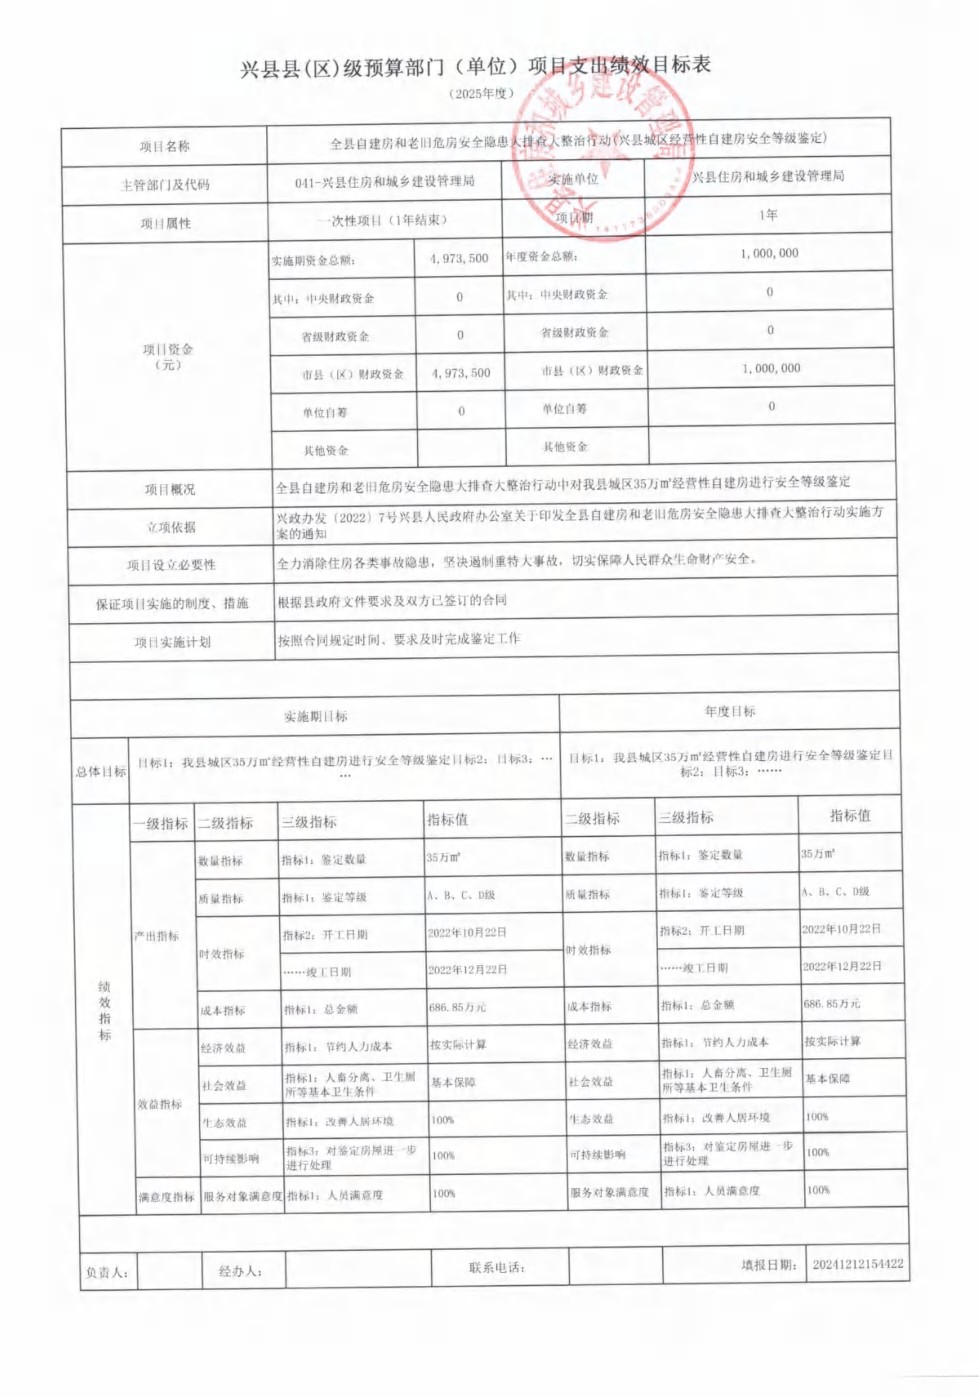 兴县县(区)级预算部门（单位）项目支出绩效目标表
（2025年度）
项目名称 全县自建房和老旧危房安全隐患大排查大整治行动(兴县城区经营性自建房安全等级鉴定)
主管部门及代码 041-兴县住房和城乡建设管理局 实施单位 兴县住房和城乡建设管理局
项目属性 一次性项目（1年结束） 项目期 1年
项目资金
（元）
实施期资金总额： 4,973,500 年度资金总额： 1,000,000
其中：中央财政资金 0 其中：中央财政资金 0
省级财政资金 0 省级财政资金 0
市县（区）财政资金 4,973,500 市县（区）财政资金 1,000,000
单位自筹 0 单位自筹 0
其他资金 其他资金
项目概况 全县自建房和老旧危房安全隐患大排查大整治行动中对我县城区35万㎡经营性自建房进行安全等级鉴定
立项依据 兴政办发（2022）7号兴县人民政府办公室关于印发全县自建房和老旧危房安全隐患大排查大整治行动实施方
案的通知
项目设立必要性 全力消除住房各类事故隐患，坚决遏制重特大事故，切实保障人民群众生命财产安全。
保证项目实施的制度、措施 根据县政府文件要求及双方已签订的合同
项目实施计划 按照合同规定时间、要求及时完成鉴定工作
实施期目标 年度目标
总体目标 目标1：我县城区35万㎡经营性自建房进行安全等级鉴定目标2：目标3：…
…
目标1：我县城区35万㎡经营性自建房进行安全等级鉴定目
标2：目标3：……
绩效指标
一级指标 二级指标 三级指标 指标值 二级指标 三级指标 指标值
产出指标
数量指标 指标1：鉴定数量 35万㎡ 数量指标 指标1：鉴定数量 35万㎡
质量指标 指标1：鉴定等级 A、B、C、D级 质量指标 指标1：鉴定等级 A、B、C、D级
时效指标 指标2：开工日期 2022年10月22日 时效指标 指标2：开工日期 2022年10月22日
……竣工日期 2022年12月22日 ……竣工日期 2022年12月22日
成本指标 指标1：总金额 686.85万元 成本指标 指标1：总金额 686.85万元
效益指标
经济效益 指标1：节约人力成本 按实际计算 经济效益 指标1：节约人力成本 按实际计算
社会效益 指标1：人畜分离、卫生厕
所等基本卫生条件 基本保障 社会效益 指标1：人畜分离、卫生厕
所等基本卫生条件 基本保障
生态效益 指标1：改善人居环境 100% 生态效益 指标1：改善人居环境 100%
可持续影响 指标3：对鉴定房屋进一步
进行处理 100% 可持续影响 指标3：对鉴定房屋进一步
进行处理 100%
满意度指标 服务对象满意度 指标1：人员满意度 100% 服务对象满意度 指标1：人员满意度 100%
负责人： 经办人： 联系电话： 填报日期： 20241212154422